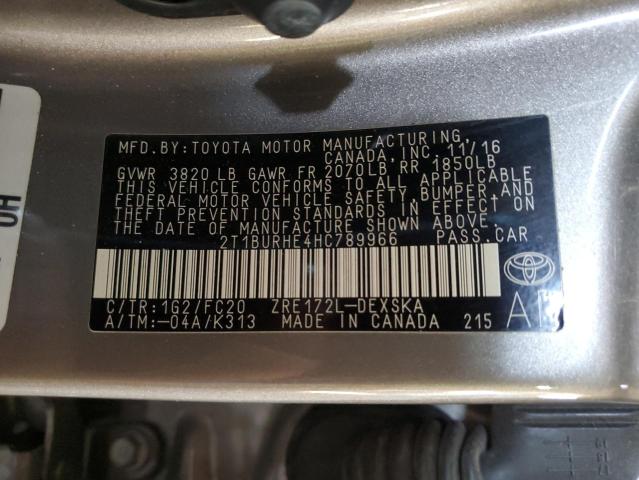 MFD. BY: TOYOTA MOTOR MANUFACTURING
CANADA, INC. 11/16
GVWR 3820 LB GAWR FR 2070LB RR 1850LB
THIS VEHICLE CONFORMS TO ALL APPLICABLE
FEDERAL MOTOR VEHICLE SAFETY, BUMPER, AND
THEFT PREVENTION STANDARDS IN EFFECT ON
THE DATE OF MANUFACTURE SHOWN ABOVE.
2T1BURHE4HC789966 PASS. CAR
C/TR: 1G2/FC20 ZRE172L-DEXSKA
A/TM: -04A/K313 MADE IN CANADA 215
A1
HO